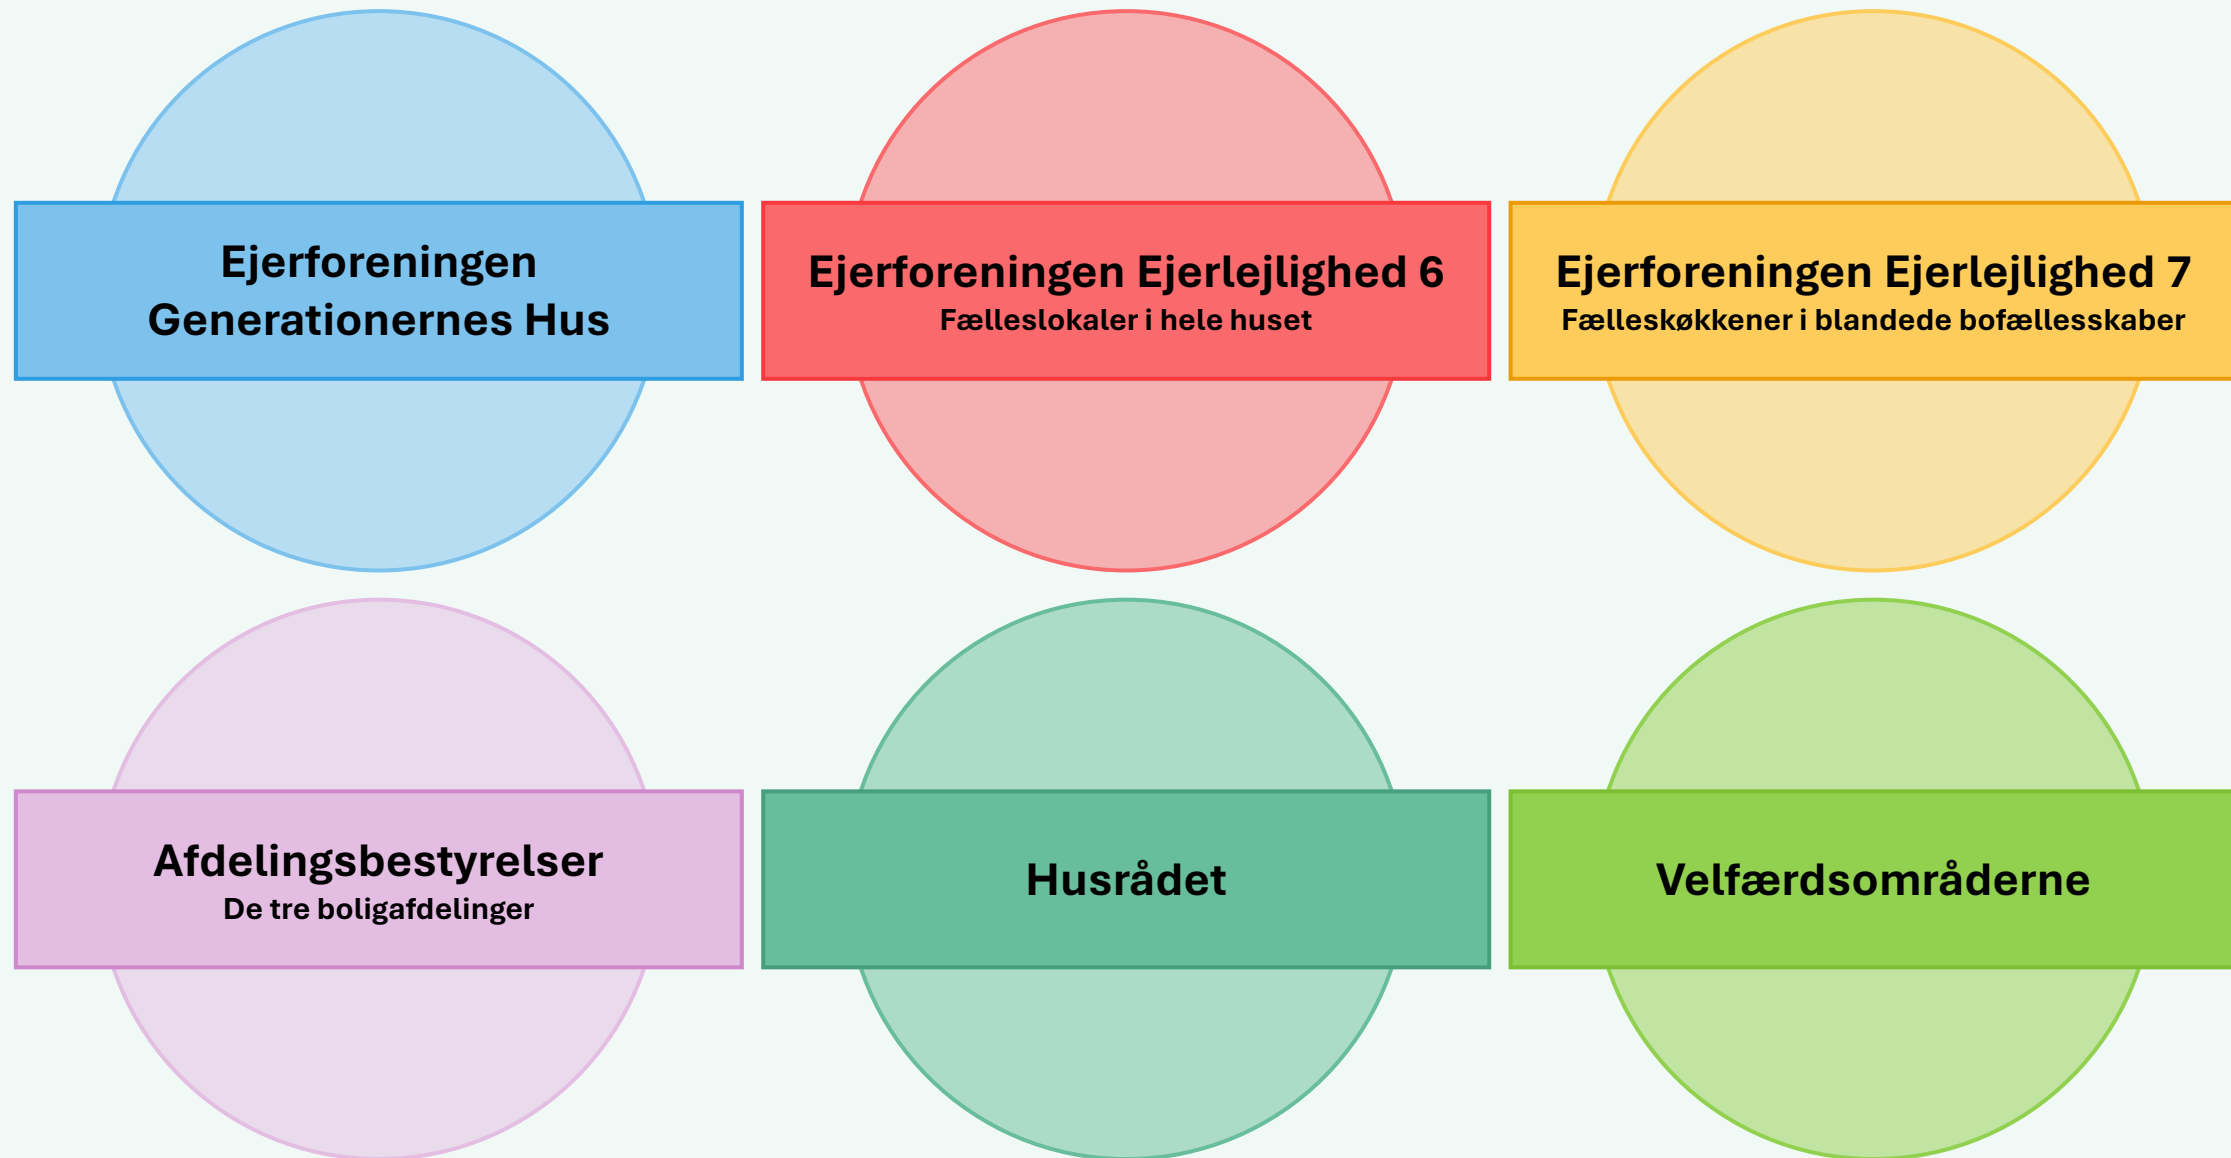 Ejerforeningen
Generationernes Hus
Ejerforeningen Ejerlejlighed 6
Fælleslokaler i hele huset
Ejerforeningen Ejerlejlighed 7
Fælleskøkkener i blandede bofællesskaber
Afdelingsbestyrelser
De tre boligafdelinger
Husrådet
Velfærdsområderne